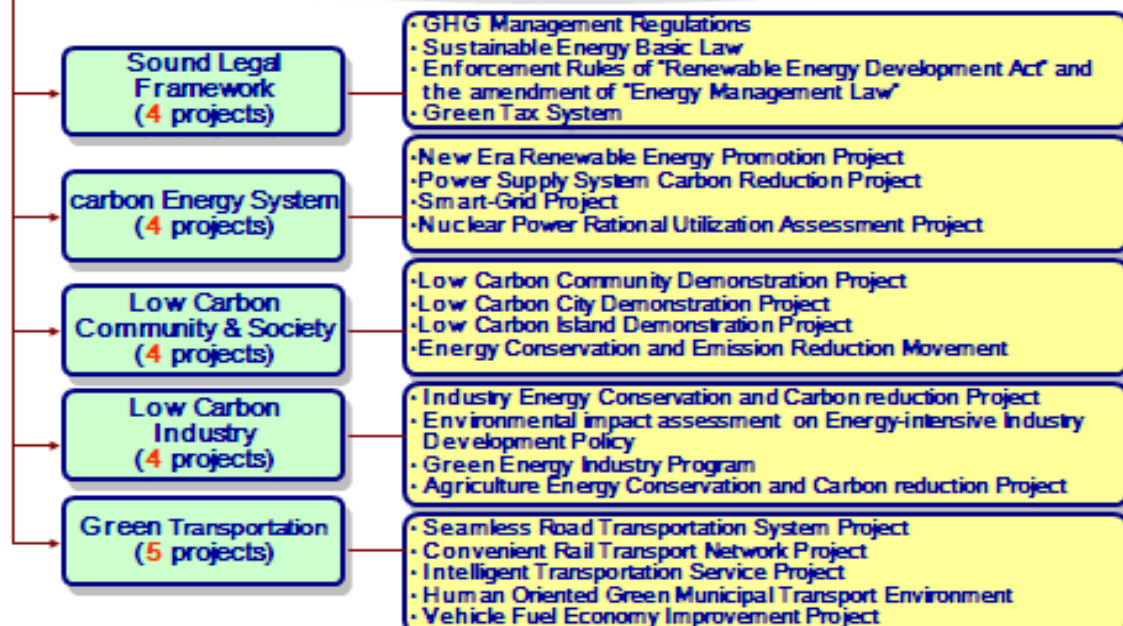 Sound Legal
Framework
(4 projects)
· GHG Management Regulations
· Sustainable Energy Basic Law
· Enforcement Rules of "Renewable Energy Development Act" and
the amendment of "Energy Management Law"
· Green Tax System
carbon Energy System
(4 projects)
·New Era Renewable Energy Promotion Project
·Power Supply System Carbon Reduction Project
·Smart-Grid Project
·Nuclear Power Rational Utilization Assessment Project
Low Carbon
Community & Society
(4 projects)
·Low Carbon Community Demonstration Project
·Low Carbon City Demonstration Project
·Low Carbon Island Demonstration Project
·Energy Conservation and Emission Reduction Movement
Low Carbon
Industry
(4 projects)
· Industry Energy Conservation and Carbon reduction Project
· Environmental impact assessment on Energy-intensive Industry
Development Policy
· Green Energy Industry Program
· Agriculture Energy Conservation and Carbon reduction Project
Green Transportation
(5 projects)
· Seamless Road Transportation System Project
· Convenient Rail Transport Network Project
· Intelligent Transportation Service Project
· Human Oriented Green Municipal Transport Environment
· Vehicle Fuel Economy Improvement Project